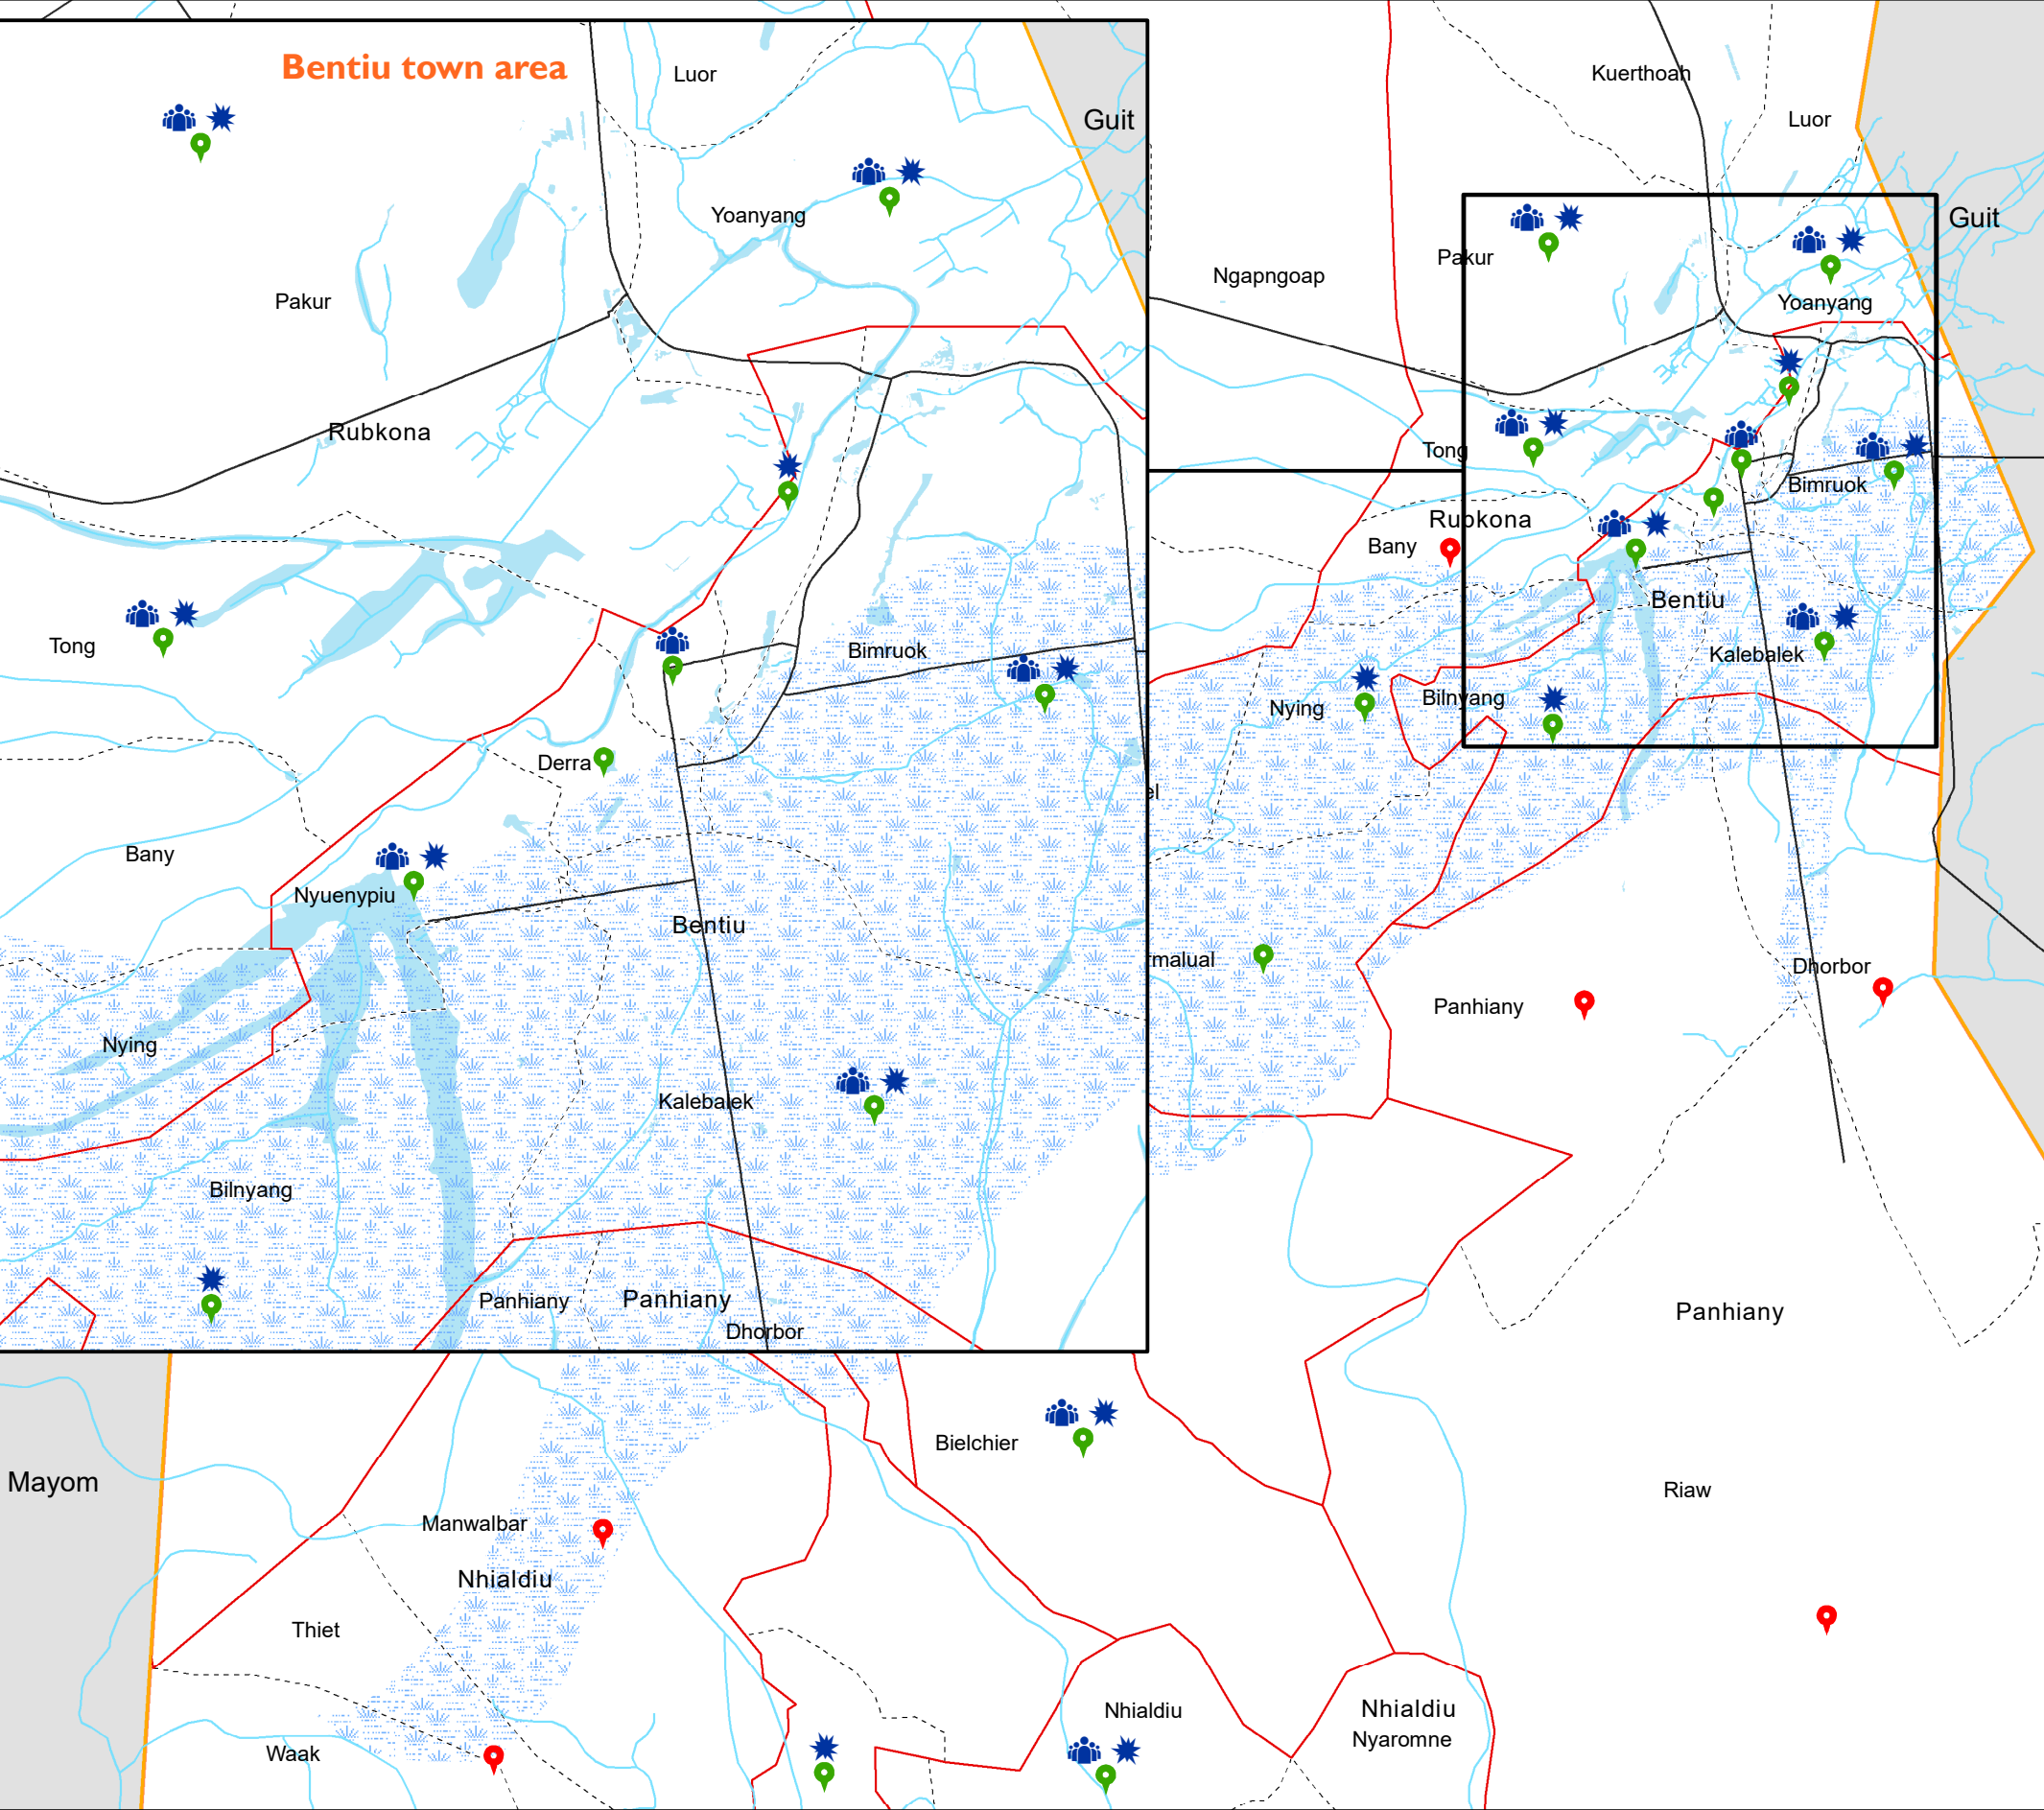 Bentiu town area
Luor
Guit
Yoanyang
Pakur
Rubkona
Tong
Bimruok
Derra
Bany
Nyuenypiu
Bentiu
Nying
Kalebalek
Bilnyang
Panhiany
Panhiany
Dhorbor
Kuerthoah
Luor
Guit
Ngapngoap
Pakur
Yoanyang
Tong
Bimruok
Rubkona
Bany
Bentiu
Kalebalek
Bilnyang
Nying
el
rmalual
Dhorbor
Panhiany
Panhiany
Bielchier
Mayom
Riaw
Manwalbar
Nhialdiu
Thiet
Nhialdiu
Nhialdiu
Nyaromne
Waak